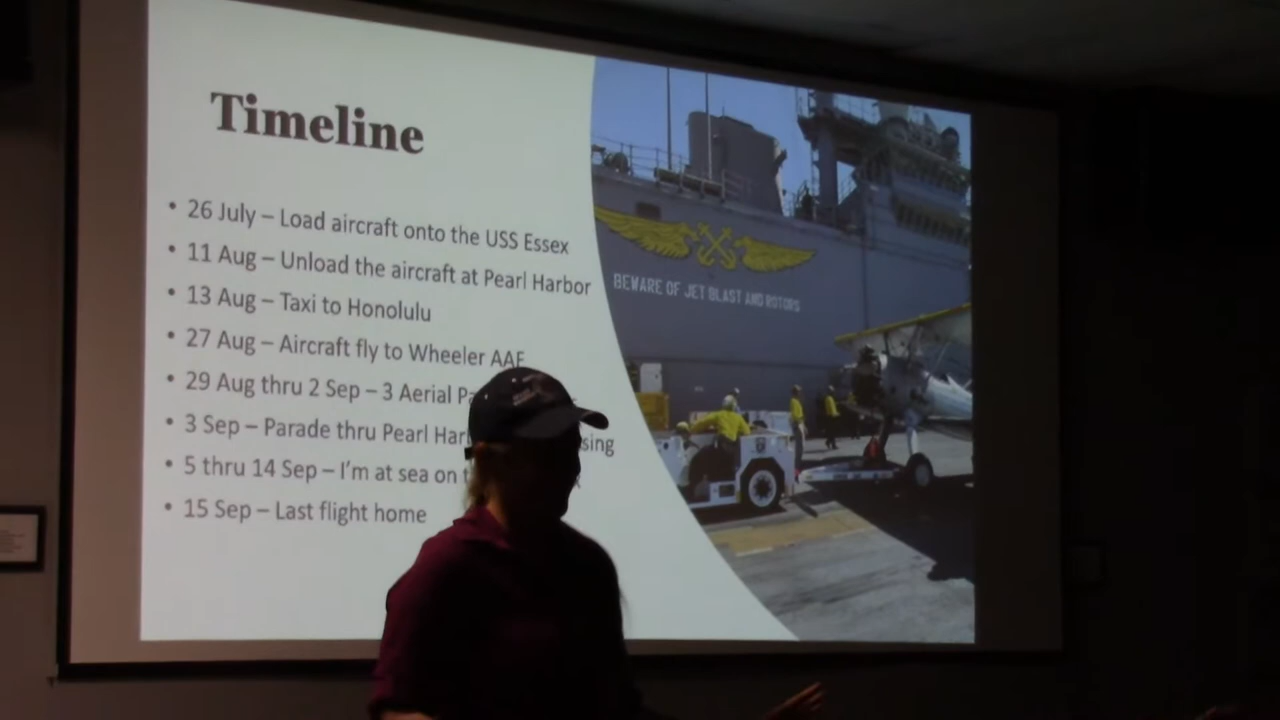 Timeline
• 26 July – Load aircraft onto the USS Essex
• 11 Aug – Unload the aircraft at Pearl Harbor
• 13 Aug – Taxi to Honolulu
• 27 Aug – Aircraft fly to Wheeler AAF
• 29 Aug thru 2 Sep – 3 Aerial
• 3 Sep – Parade thru Pearl
• 5 thru 14 Sep – I'm at sea on
• 15 Sep – Last flight home
BEWARE OF JET BLAST AND ROTORS